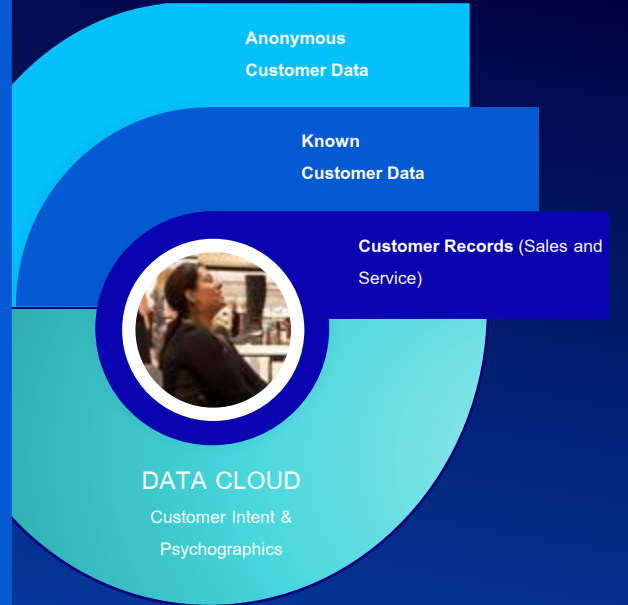 Anonymous
Customer Data
Known
Customer Data
Customer Records (Sales and
Service)
DATA CLOUD
Customer Intent &
Psychographics